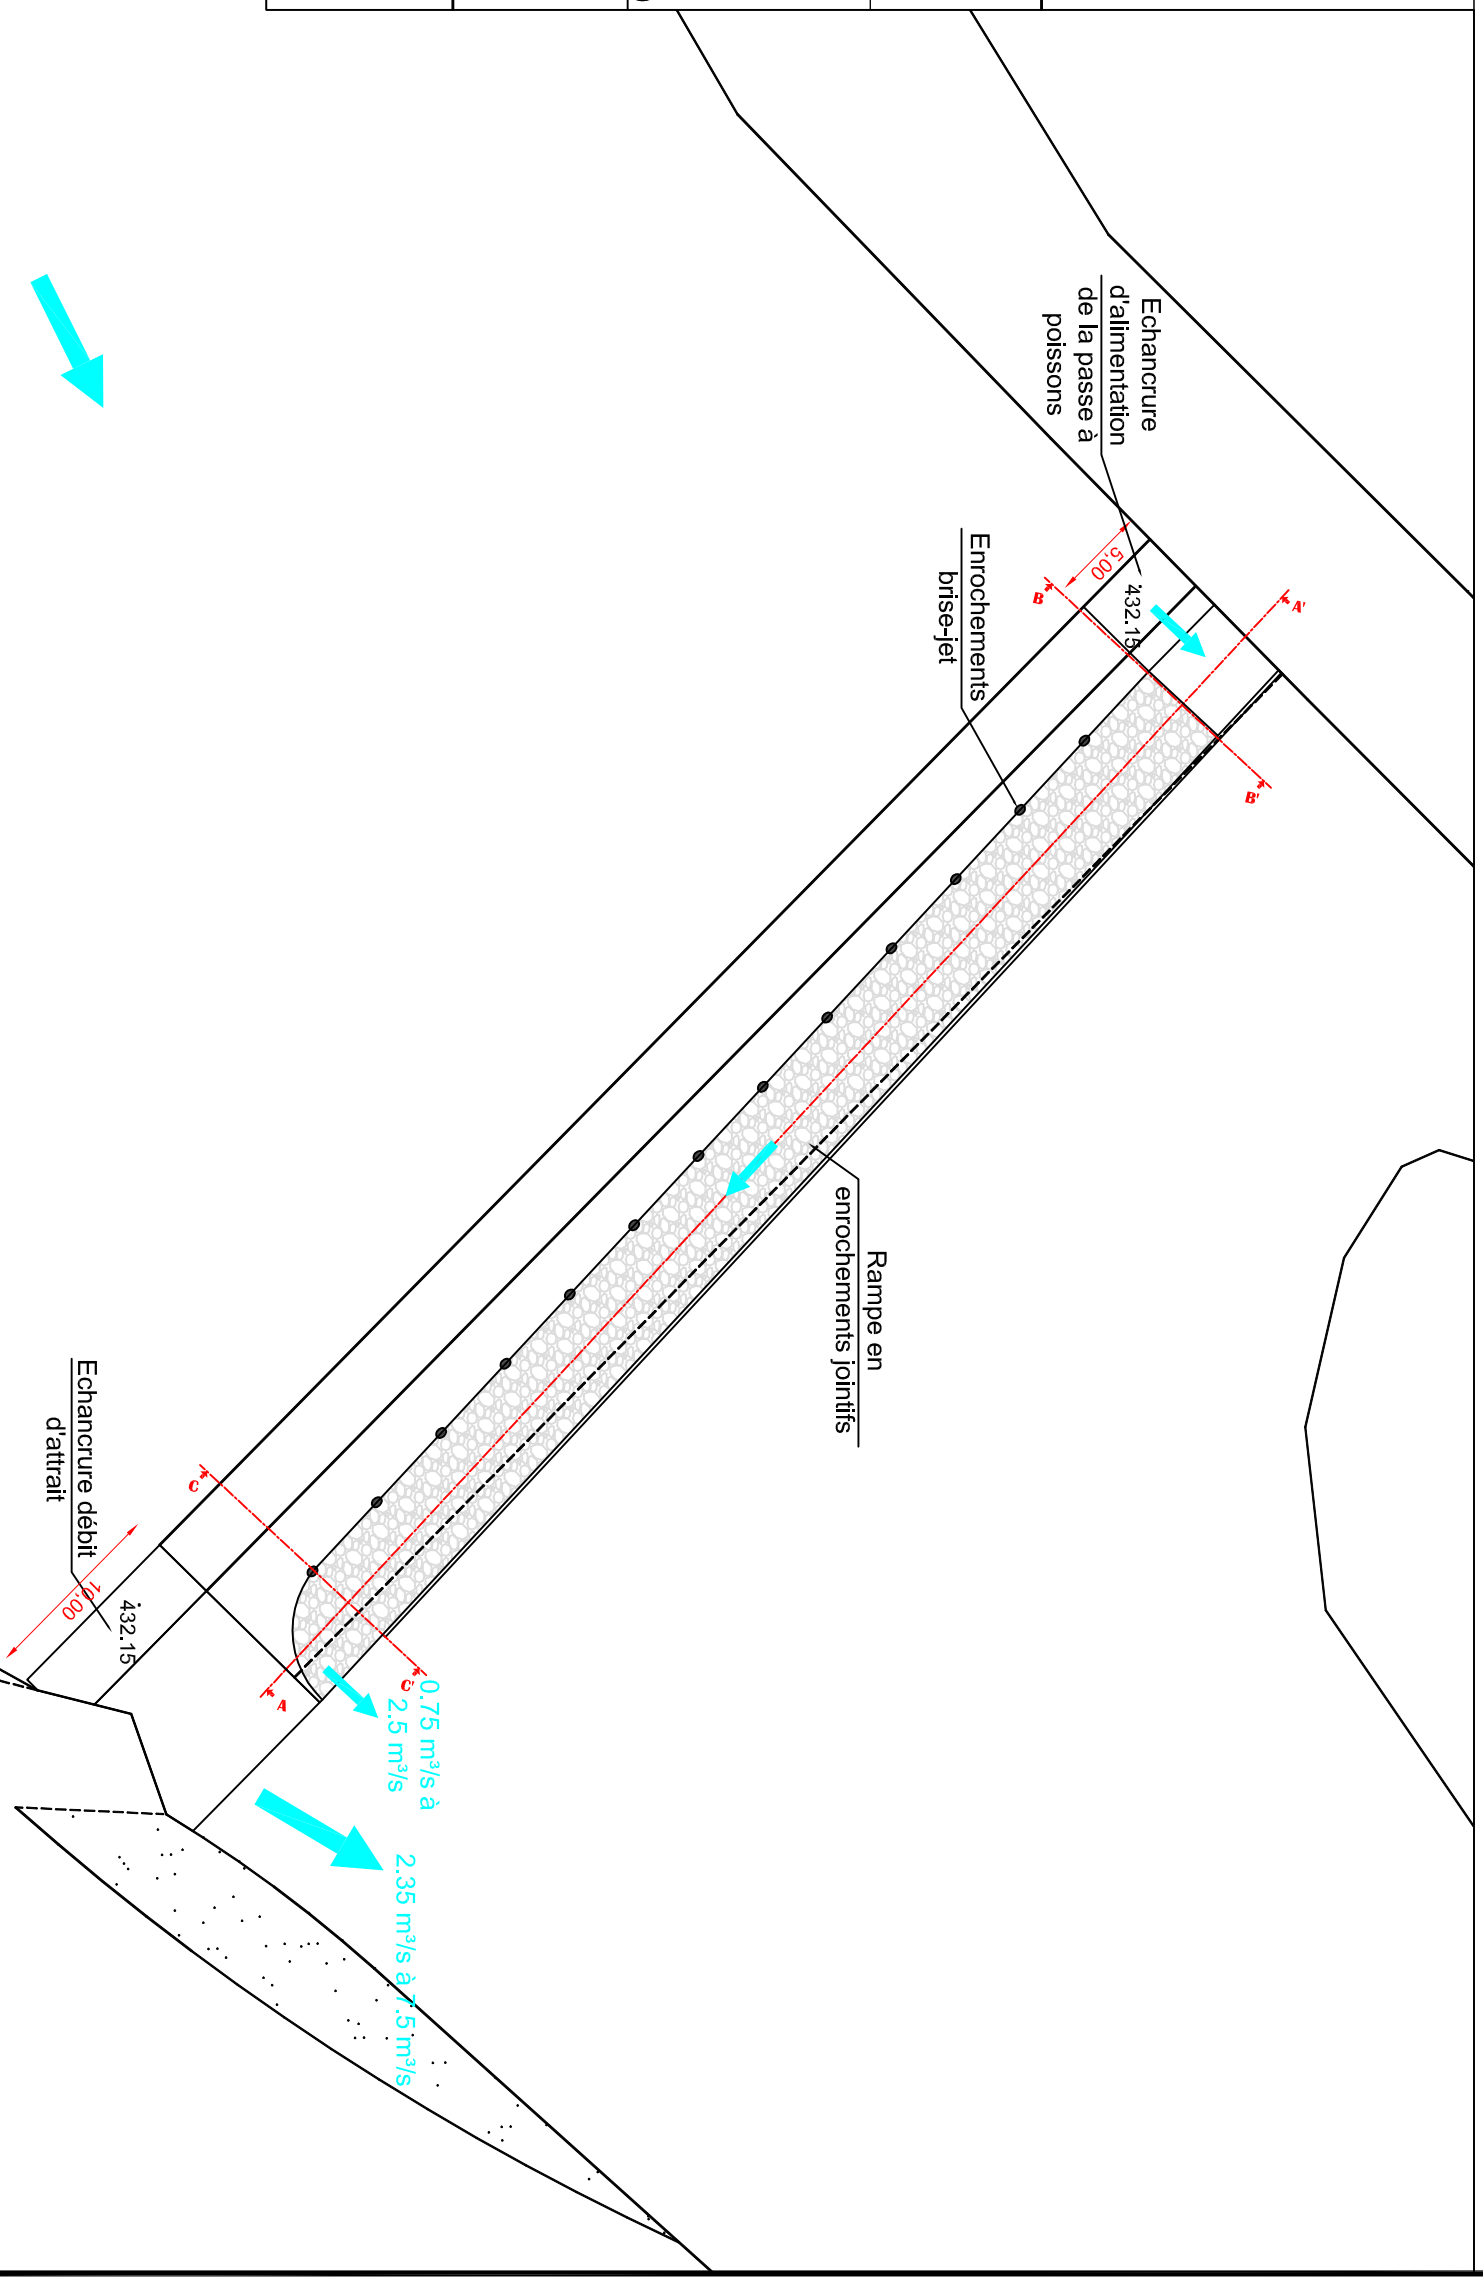 Echancrure
d'alimentation
de la passe à
poissons
5,00
432.15
A'
B
B'
Enrochements
brise-jet
Rampe en
enrochements jointifs
Echancrure débit
d'attrait
10,00
432.15
C
C'
A
0.75 m³/s à
2.5 m³/s
2.35 m³/s à 7.5 m³/s